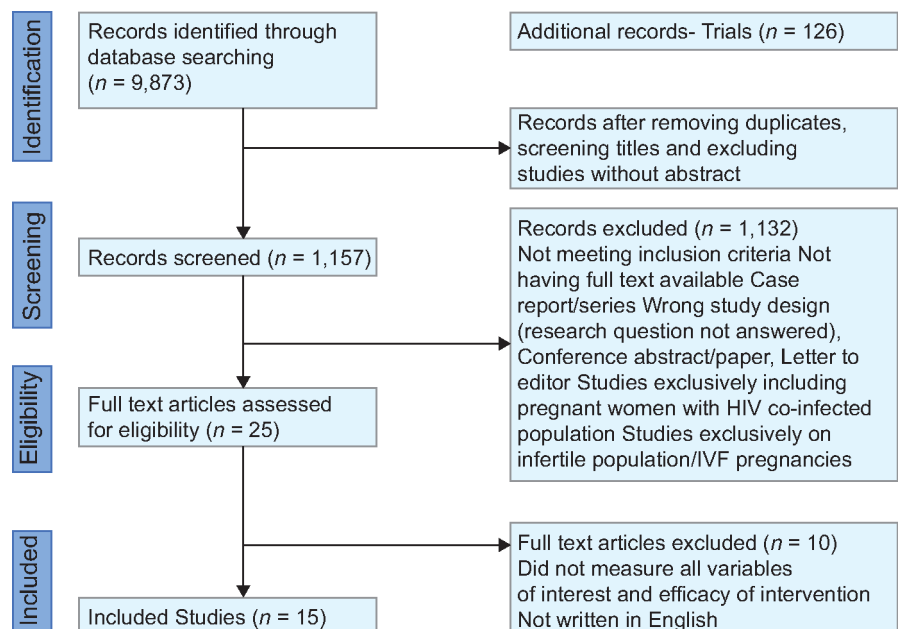 Identification
Records identified through
database searching
(n = 9,873)
Additional records- Trials (n = 126)
Records after removing duplicates,
screening titles and excluding
studies without abstract
Screening
Records screened (n = 1,157)
Records excluded (n = 1,132)
Not meeting inclusion criteria Not
having full text available Case
report/series Wrong study design
(research question not answered),
Conference abstract/paper, Letter to
editor Studies exclusively including
pregnant women with HIV co-infected
population Studies exclusively on
infertile population/IVF pregnancies
Eligibility
Full text articles assessed
for eligibility (n = 25)
Included
Full text articles excluded (n = 10)
Did not measure all variables
of interest and efficacy of intervention
Not written in English
Included Studies (n = 15)